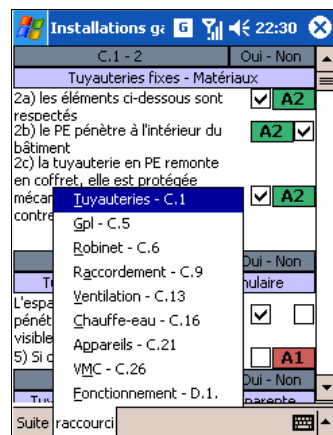 Installations ga G 22:30
C.1 - 2 Oui - Non
Tuyauteries fixes - Matériaux
2a) les éléments ci-dessous sont A2
respectés
2b) le PE pénètre à l'intérieur du A2
bâtiment
2c) la tuyauterie en PE remonte
en coffret, elle est protégée
mécan A2
contre
Tuyauteries - C.1
Gpl - C.5
Robinet - C.6
Raccordement - C.9
Ventilation - C.13
Chauffe-eau - C.16
Appareils - C.21
VMC - C.26
Fonctionnement - D.1.
Oui - Non
nulaire
L'espa
pénét
visible
5) Si c A1
Oui - Non
parente
Suite raccourci